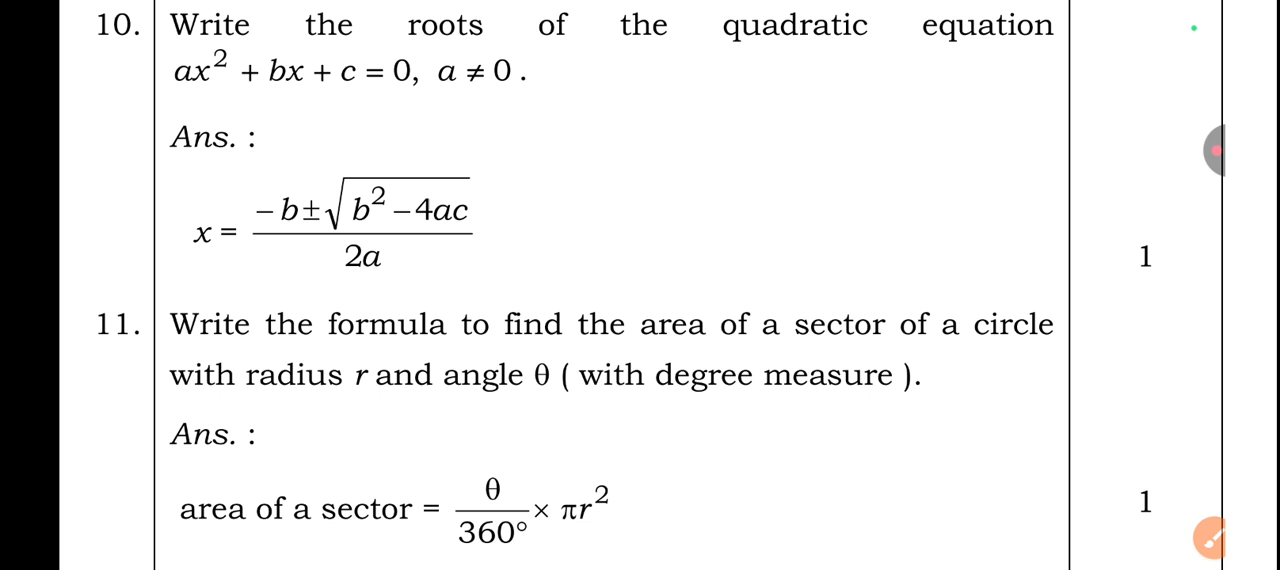 10. Write the roots of the quadratic equation
ax² + bx + c = 0, a ≠ 0 .
Ans. :
x = (– b ± √(b² – 4ac)) / 2a
1
11. Write the formula to find the area of a sector of a circle
with radius r and angle θ ( with degree measure ).
Ans. :
area of a sector = θ/360° × πr²
1